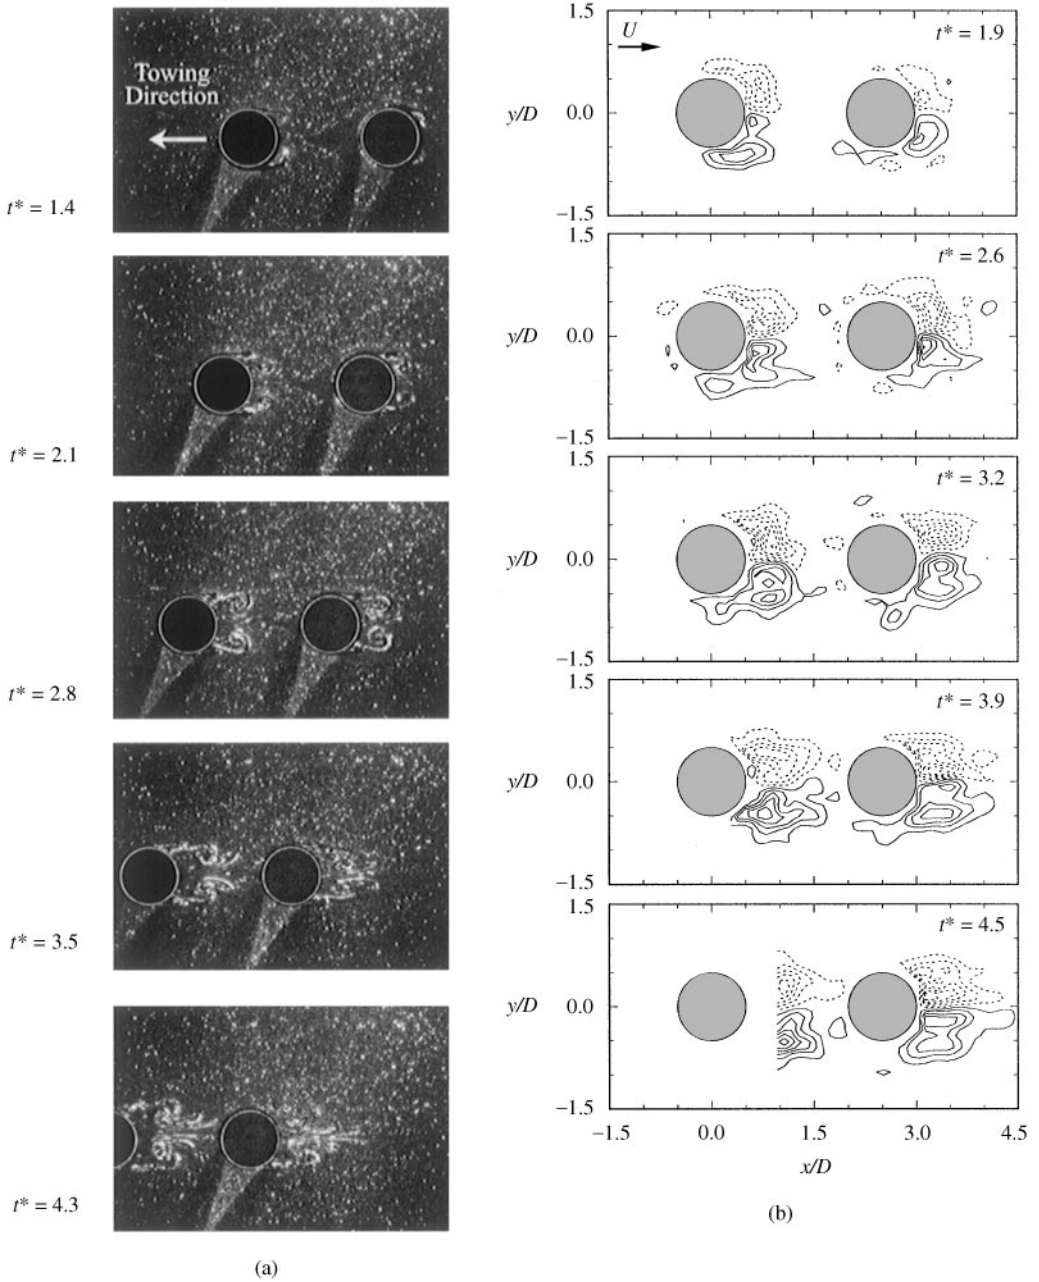 Towing
Direction
t* = 1.4
t* = 2.1
t* = 2.8
t* = 3.5
t* = 4.3
(a)
1.5
U
t* = 1.9
y/D
0.0
−1.5
1.5
t* = 2.6
y/D
0.0
−1.5
1.5
t* = 3.2
y/D
0.0
−1.5
1.5
t* = 3.9
y/D
0.0
−1.5
1.5
t* = 4.5
y/D
0.0
−1.5
−1.5 0.0 1.5 3.0 4.5
x/D
(b)